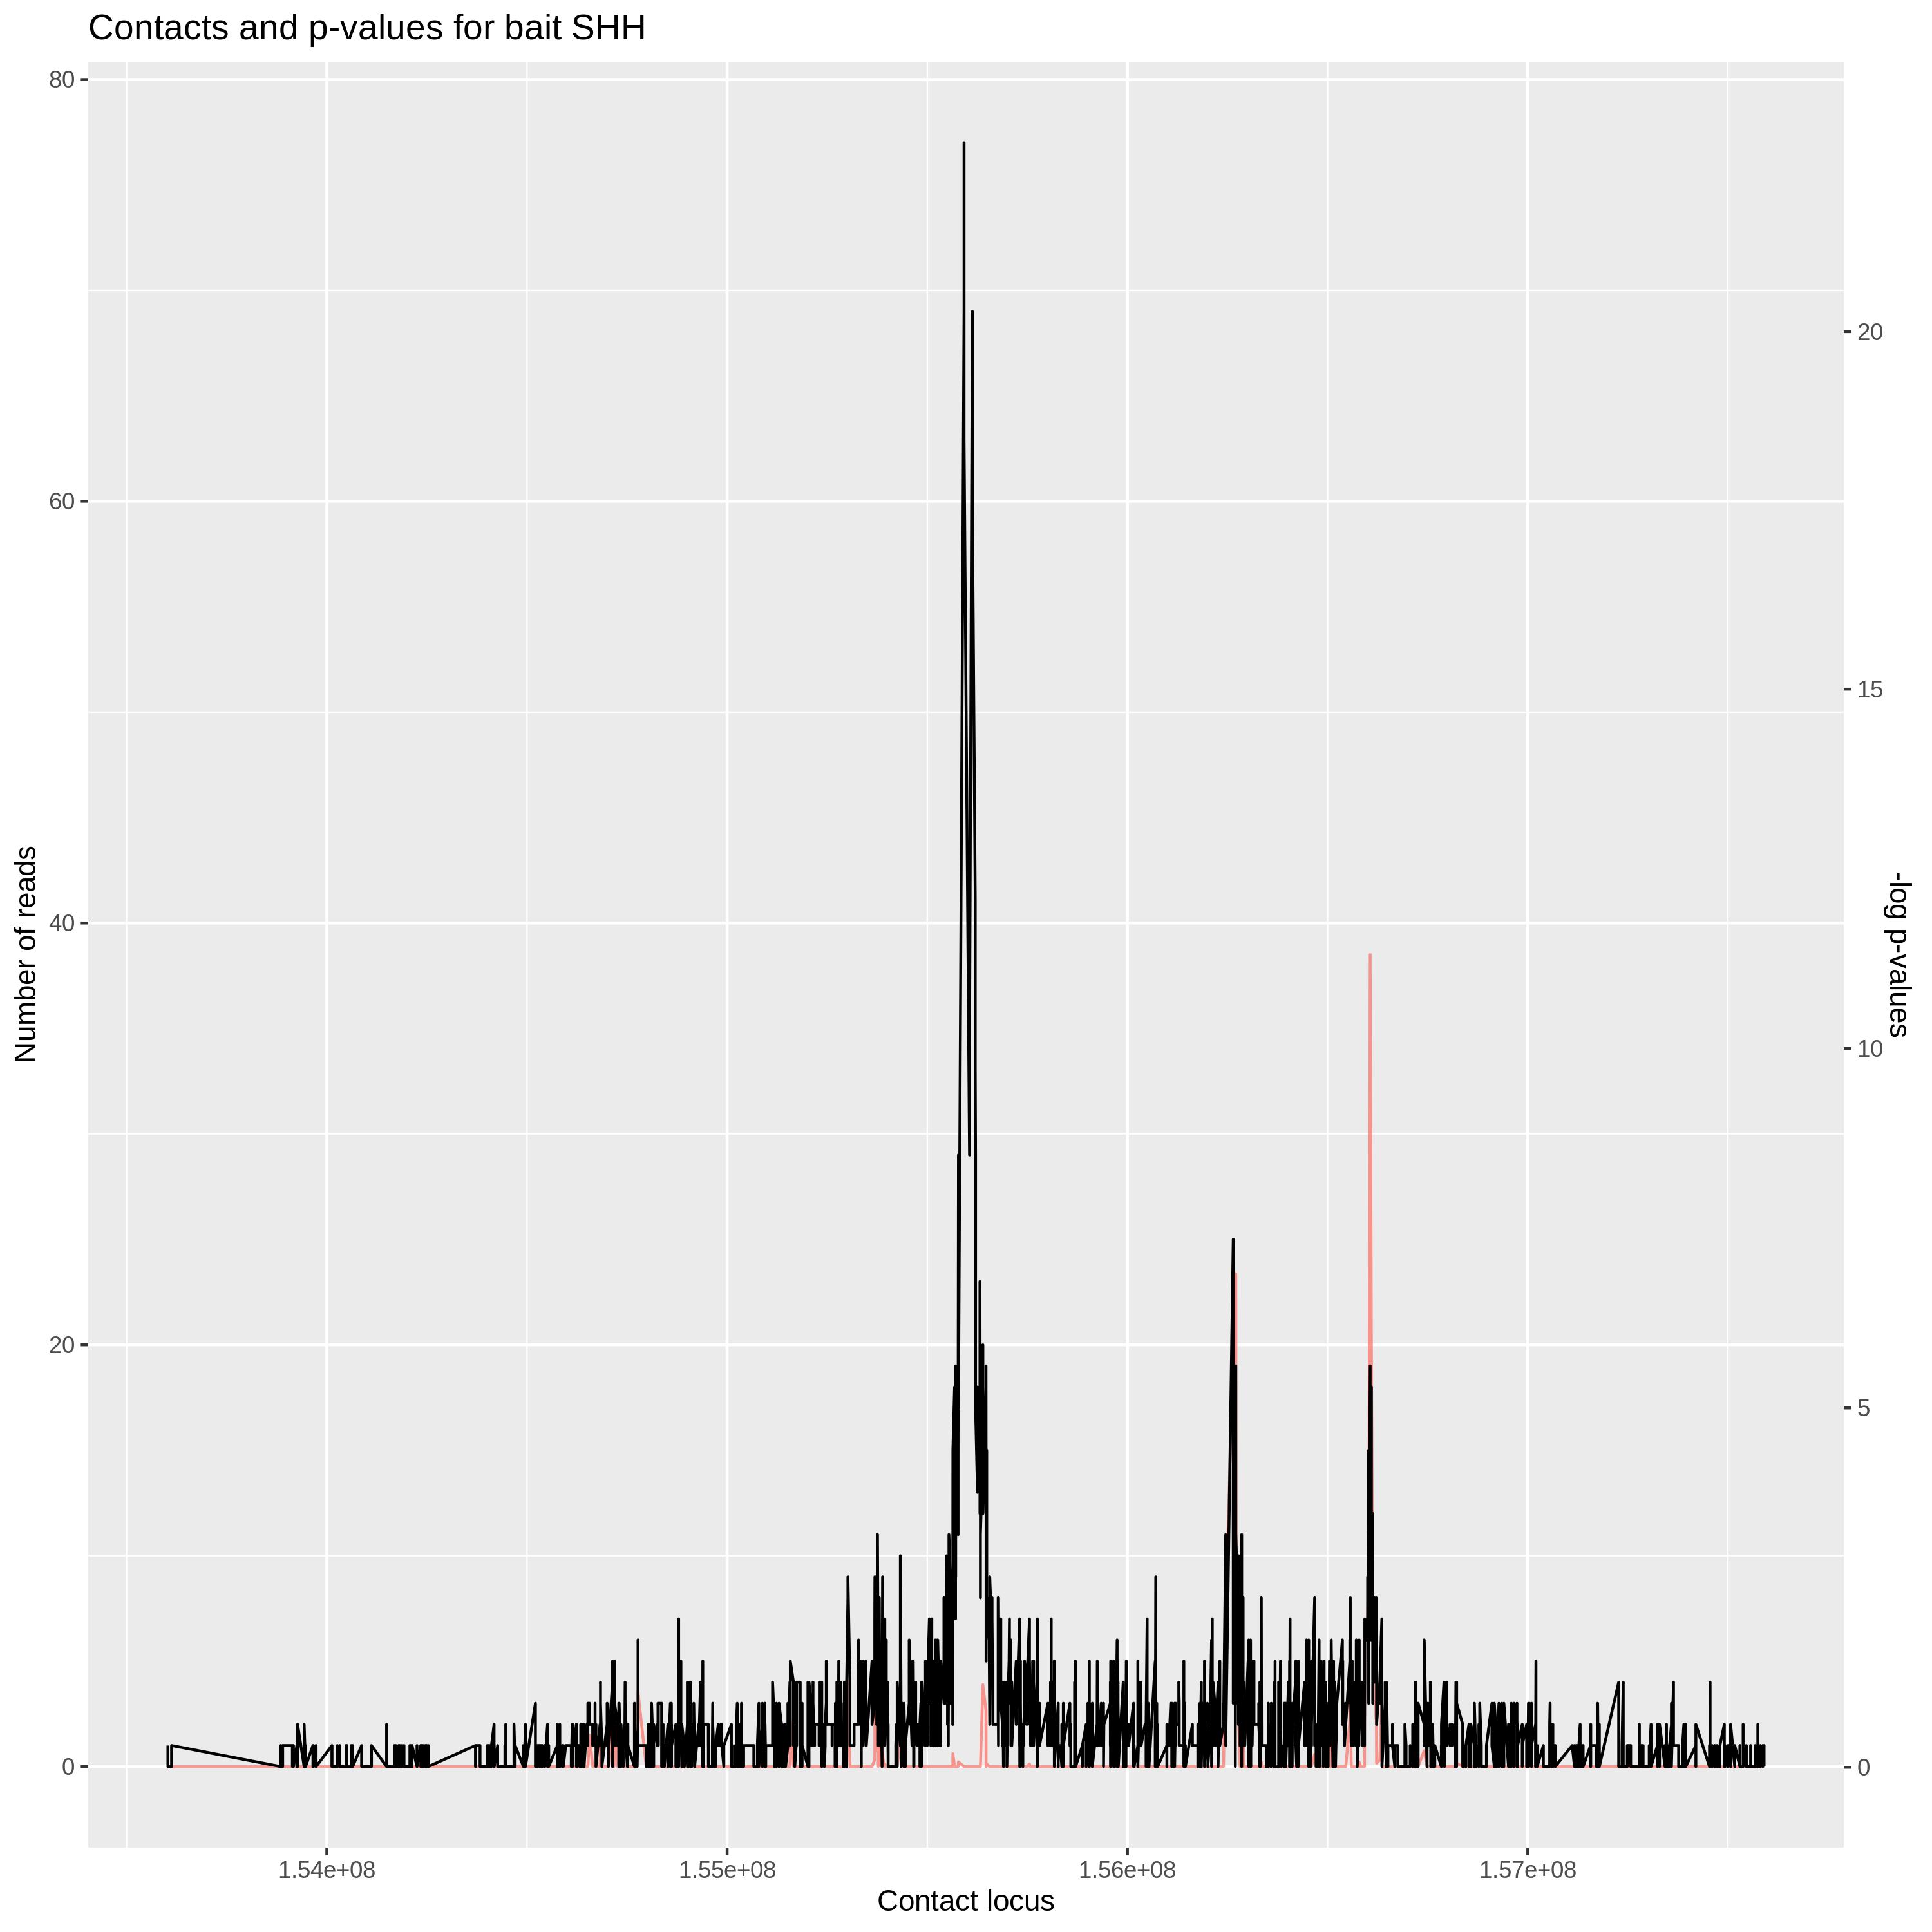 Contacts and p-values for bait SHH
80
60
40
20
0
Number of reads
20
15
10
5
0
-log p-values
1.54e+08 1.55e+08 1.56e+08 1.57e+08
Contact locus